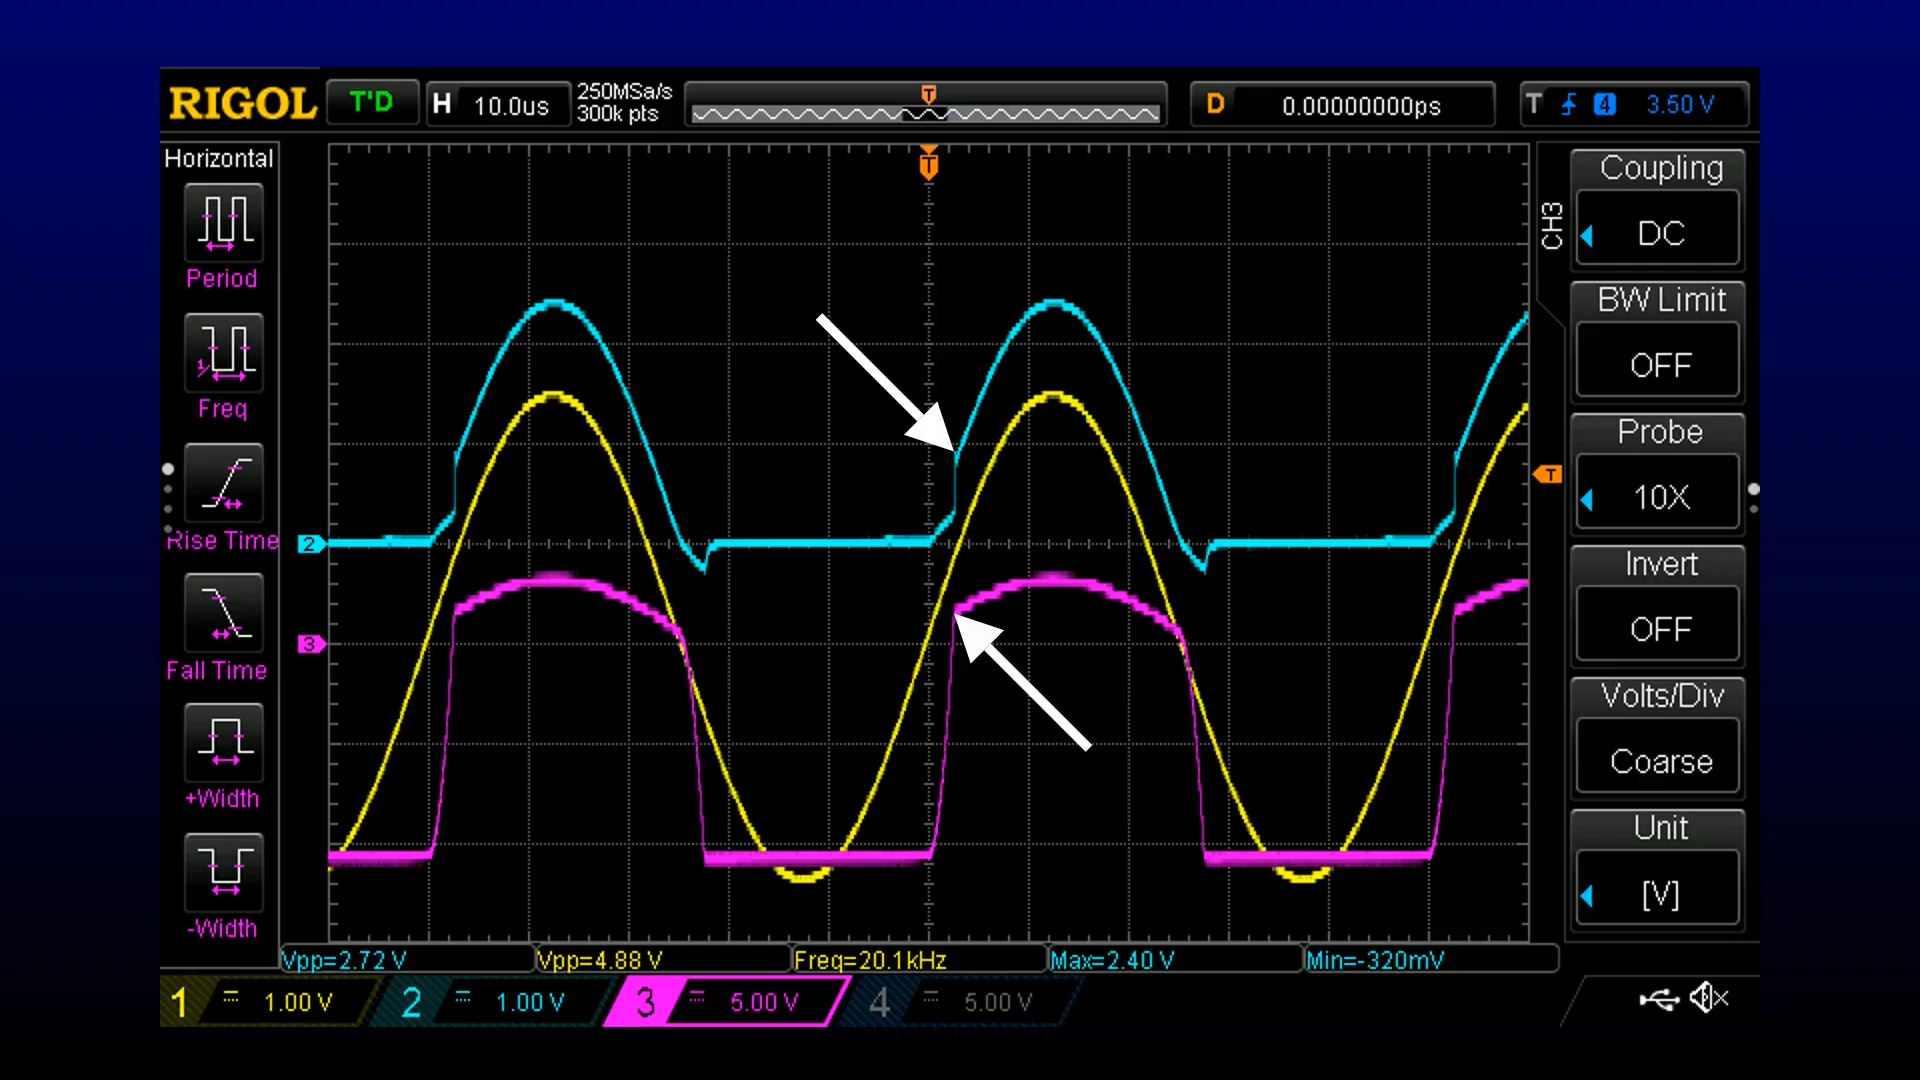 RIGOL T'D H 10.0us 250MSa/s T D 0.00000000ps T 4 3.50 V
300k pts
Horizontal
T
Period
Freq
Rise Time
Fall Time
+Width
-Width
2
3
T
CH3
Coupling
DC
BW Limit
OFF
Probe
10X
Invert
OFF
Volts/Div
Coarse
Unit
[V]
Vpp=2.72 V Vpp=4.88 V Freq=20.1kHz Max=2.40 V Min=-320mV
1 1.00 V 2 1.00 V 3 5.00 V 4 5.00 V